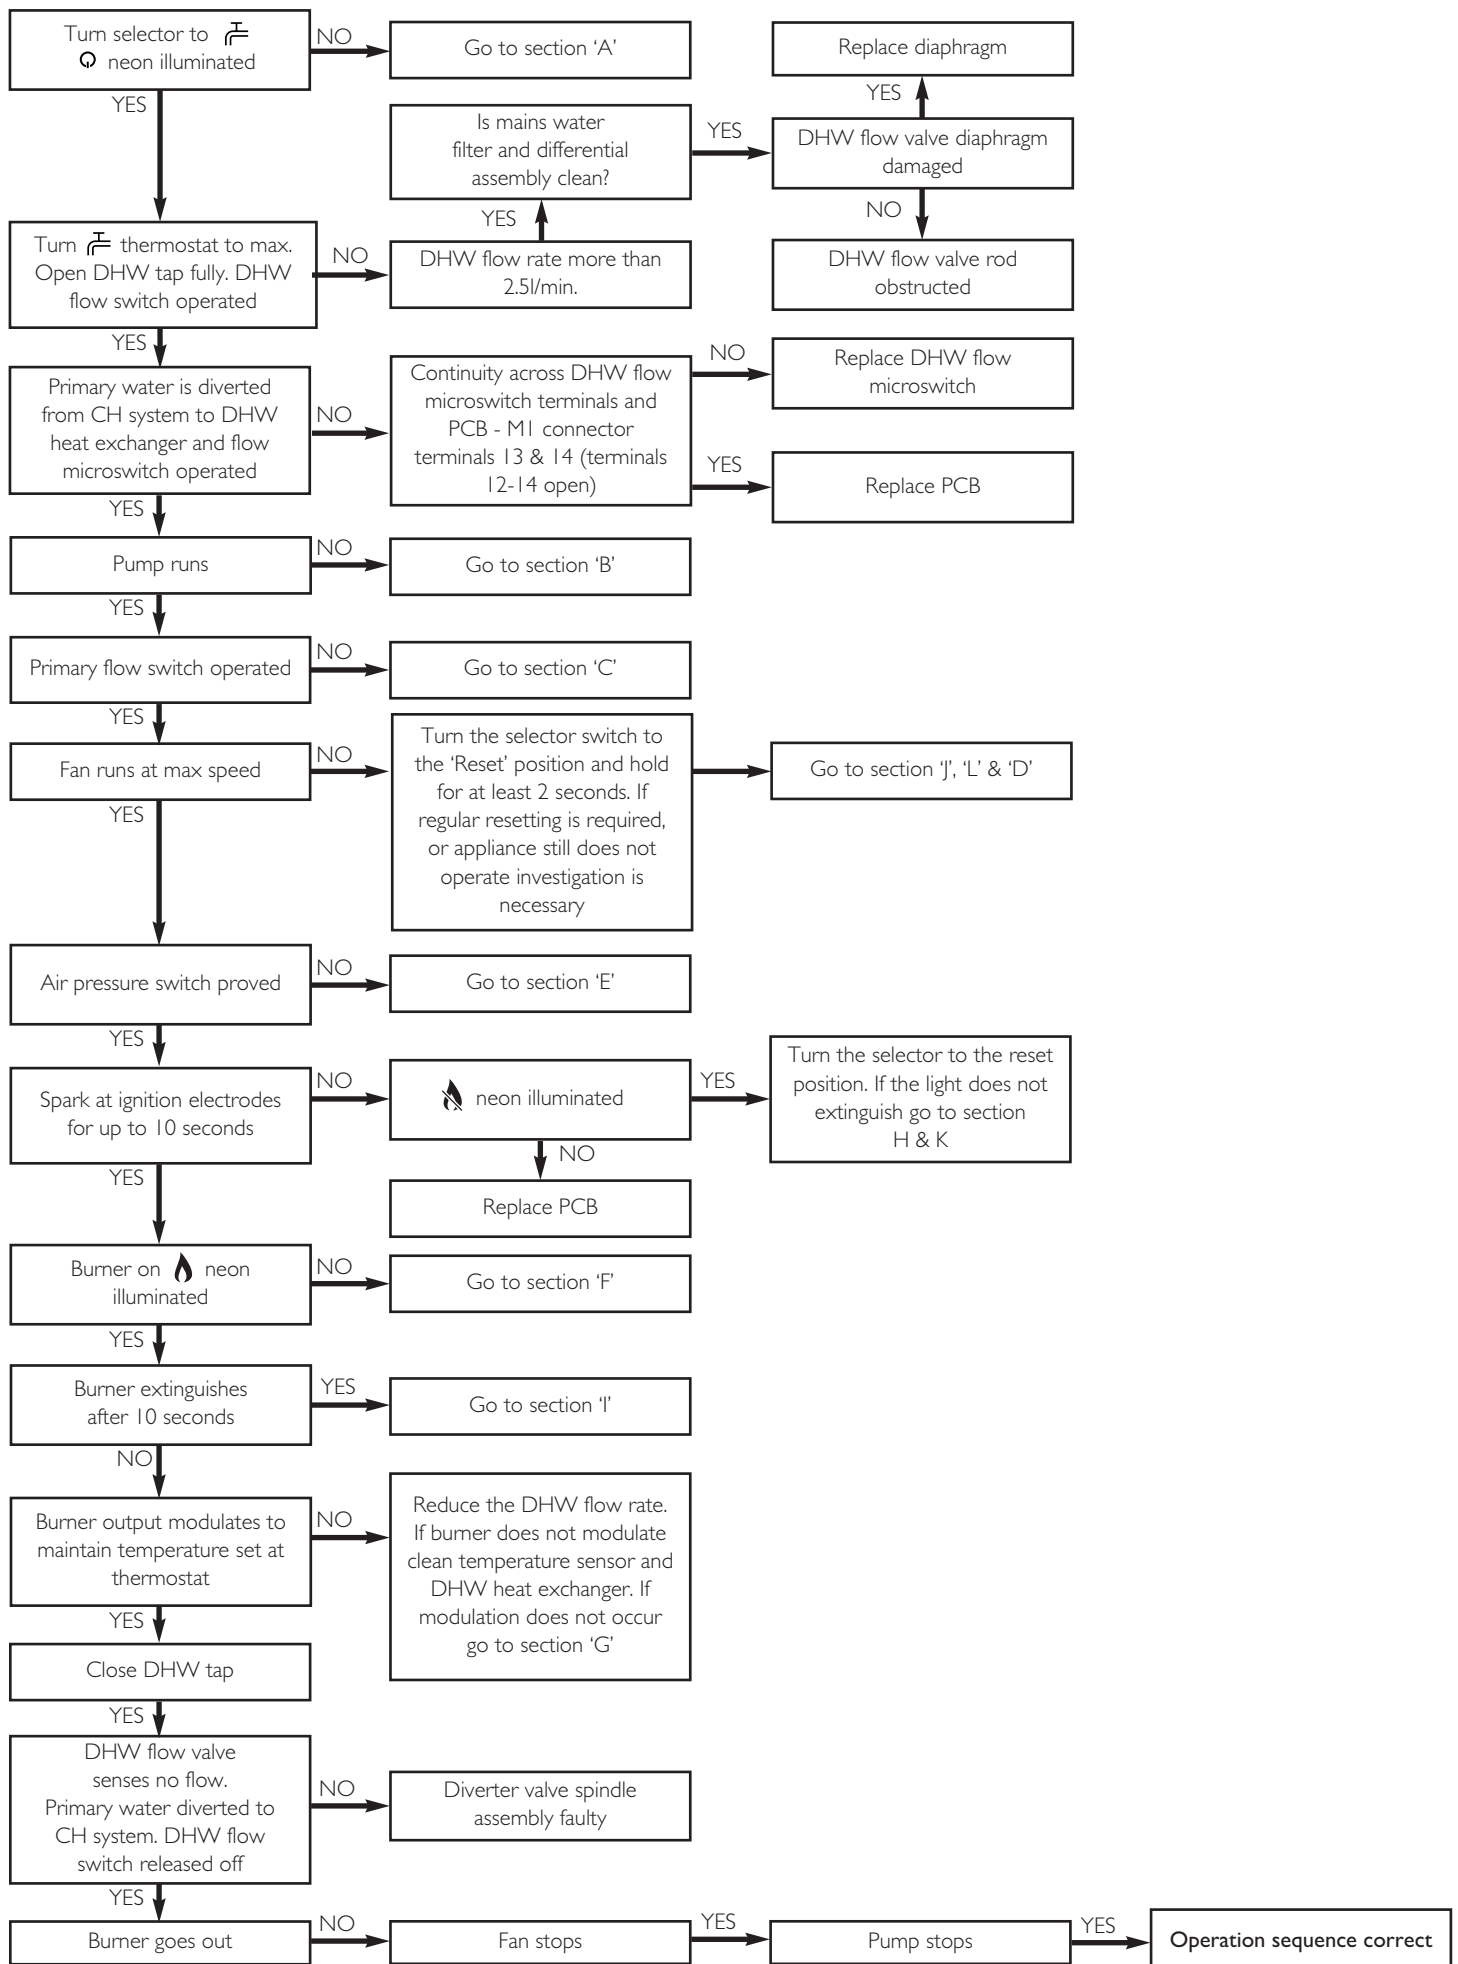 Turn selector to
neon illuminated
NO
Go to section ‘A’
Replace diaphragm
YES
YES
Is mains water
filter and differential
assembly clean?
YES
DHW flow valve diaphragm
damaged
NO
DHW flow valve rod
obstructed
YES
Turn thermostat to max.
Open DHW tap fully. DHW
flow switch operated
NO
DHW flow rate more than
2.5l/min.
YES
Primary water is diverted
from CH system to DHW
heat exchanger and flow
microswitch operated
NO
Continuity across DHW flow
microswitch terminals and
PCB - M1 connector
terminals 13 & 14 (terminals
12-14 open)
NO
Replace DHW flow
microswitch
YES
Replace PCB
YES
Pump runs
NO
Go to section ‘B’
YES
Primary flow switch operated
NO
Go to section ‘C’
YES
Fan runs at max speed
NO
Turn the selector switch to
the ‘Reset’ position and hold
for at least 2 seconds. If
regular resetting is required,
or appliance still does not
operate investigation is
necessary
Go to section ‘J’, ‘L’ & ‘D’
YES
Air pressure switch proved
NO
Go to section ‘E’
YES
Spark at ignition electrodes
for up to 10 seconds
NO
neon illuminated
YES
Turn the selector to the reset
position. If the light does not
extinguish go to section
H & K
NO
Replace PCB
YES
Burner on neon
illuminated
NO
Go to section ‘F’
YES
Burner extinguishes
after 10 seconds
YES
Go to section ‘I’
NO
Burner output modulates to
maintain temperature set at
thermostat
NO
Reduce the DHW flow rate.
If burner does not modulate
clean temperature sensor and
DHW heat exchanger. If
modulation does not occur
go to section ‘G’
YES
Close DHW tap
YES
DHW flow valve
senses no flow.
Primary water diverted to
CH system. DHW flow
switch released off
NO
Diverter valve spindle
assembly faulty
YES
Burner goes out
NO
Fan stops
YES
Pump stops
YES
Operation sequence correct